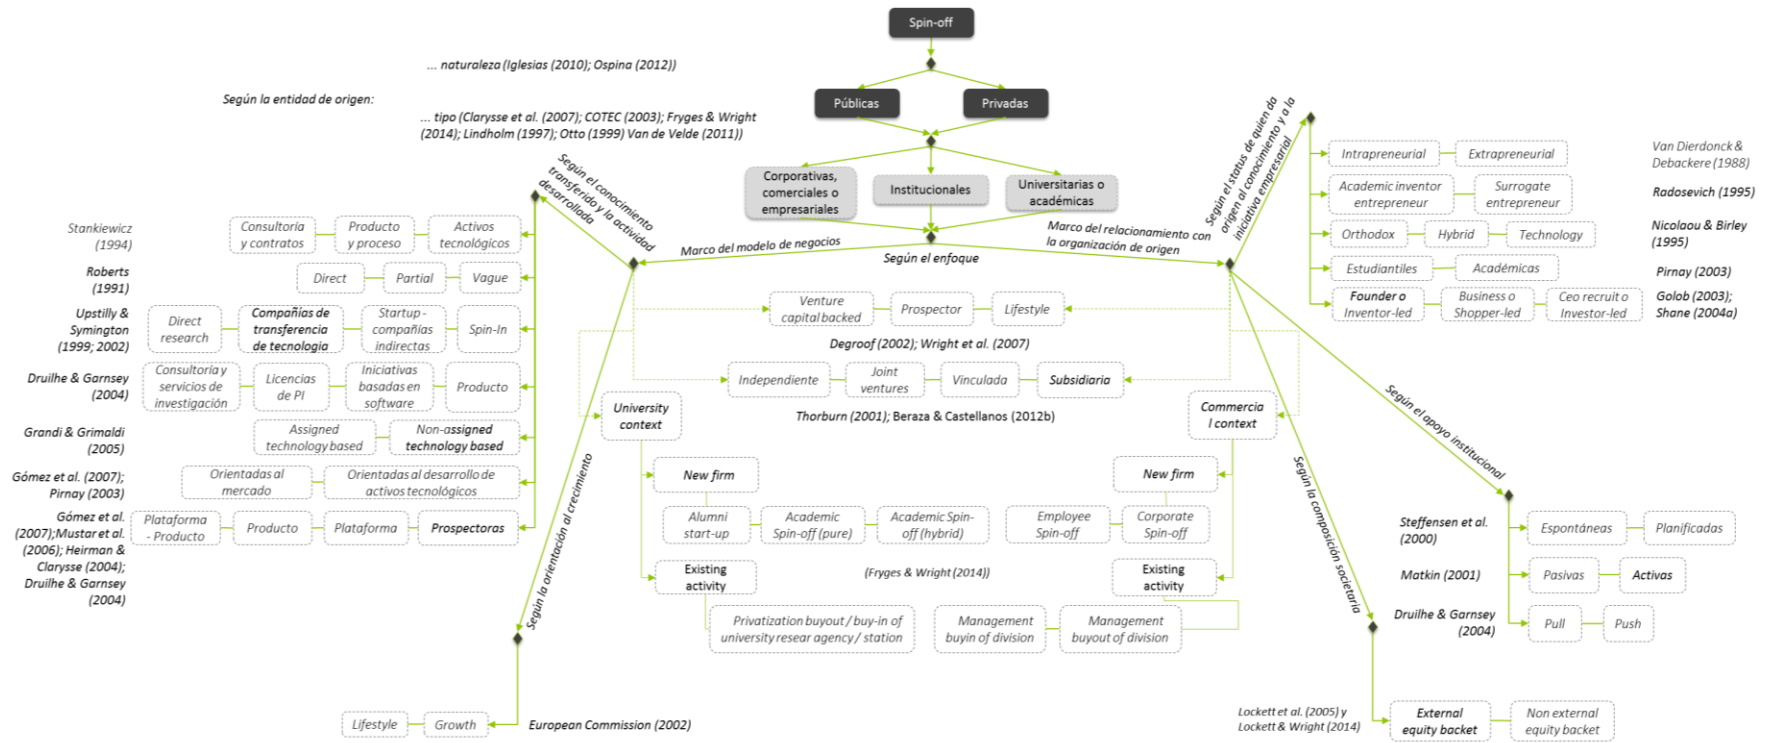 Spin-off
... naturaleza (Iglesias (2010); Ospina (2012))
Según la entidad de origen:
Públicas
Privadas
... tipo (Clarysse et al. (2007); COTEC (2003); Fryges & Wright
(2014); Lindholm (1997); Otto (1999) Van de Velde (2011))
Corporativas,
comerciales o
empresariales
Institucionales
Universitarias o
académicas
Según el enfoque
Marco del modelo de negocios
Marco del relacionamiento con
la organización de origen
Según el conocimiento
transferido y la actividad
desarrollada
Stankiewicz
(1994)
Consultoría
y contratos
Producto
y proceso
Activos
tecnológicos
Roberts
(1991)
Direct
Partial
Vague
Upstilly &
Symington
(1999; 2002)
Direct
research
Compañías de
transferencia
de tecnologia
Startup -
compañías
indirectas
Spin-In
Druilhe & Garnsey
(2004)
Consultoría y
servicios de
investigación
Licencias
de PI
Iniciativas
basadas en
software
Producto
Grandi & Grimaldi
(2005)
Assigned
technology based
Non-assigned
technology based
Gómez et al. (2007);
Pirnay (2003)
Orientadas al
mercado
Orientadas al desarrollo de
activos tecnológicos
Gómez et al.
(2007);Mustar et al.
(2006); Heirman &
Clarysse (2004);
Druilhe & Garnsey
(2004)
Plataforma
- Producto
Producto
Plataforma
Prospectoras
Según la orientación al crecimiento
Lifestyle
Growth
European Commission (2002)
Venture
capital backed
Prospector
Lifestyle
Degroof (2002); Wright et al. (2007)
Independiente
Joint
ventures
Vinculada
Subsidiaria
Thorburn (2001); Beraza & Castellanos (2012b)
University
context
New firm
Alumni
start-up
Academic
Spin-off (pure)
Academic Spin-
off (hybrid)
Existing
activity
Privatization buyout / buy-in of
university resear agency / station
(Fryges & Wright (2014))
Commercia
l context
New firm
Employee
Spin-off
Corporate
Spin-off
Existing
activity
Management
buyin of division
Management
buyout of division
Según el status de quien da
origen al conocimiento y a la
iniciativa empresarial
Intrapreneurial
Extrapreneurial
Van Dierdonck &
Debackere (1988)
Academic inventor
entrepreneur
Surrogate
entrepreneur
Radosevich (1995)
Orthodox
Hybrid
Technology
Nicolaou & Birley
(1995)
Estudiantiles
Académicas
Pirnay (2003)
Founder o
Inventor-led
Business o
Shopper-led
Ceo recruit o
Investor-led
Golob (2003);
Shane (2004a)
Según el apoyo institucional
Steffensen et al.
(2000)
Espontáneas
Planificadas
Matkin (2001)
Pasivas
Activas
Druilhe & Garnsey
(2004)
Pull
Push
Según la composición societaria
Lockett et al. (2005) y
Lockett & Wright (2014)
External
equity backet
Non external
equity backet